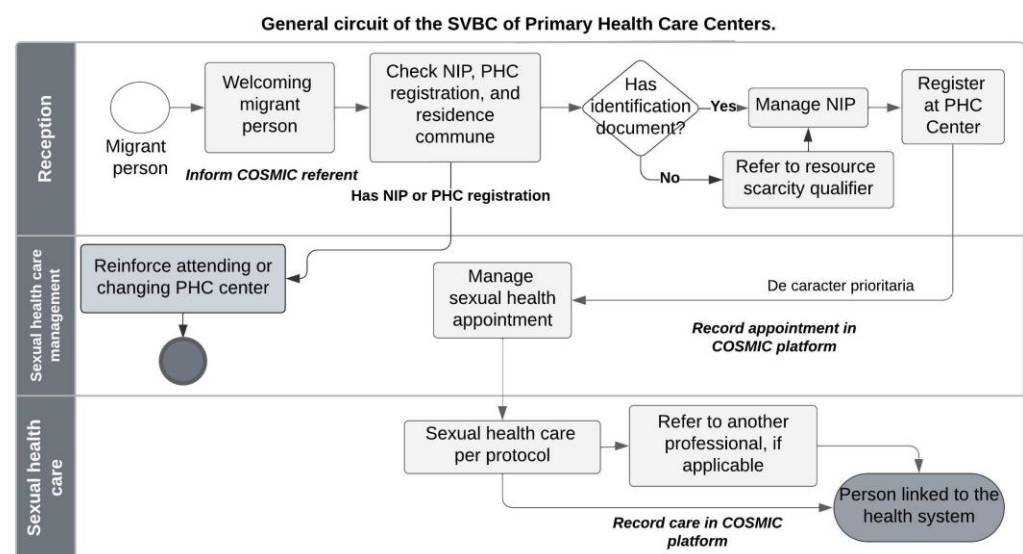 General circuit of the SVBC of Primary Health Care Centers.
Reception
Migrant
person
Welcoming
migrant
person
Inform COSMIC referent
Check NIP, PHC
registration, and
residence
commune
Has NIP or PHC registration
Has
identification
document?
Yes
No
Manage NIP
Refer to resource
scarcity qualifier
Register
at PHC
Center
Sexual health care
management
Reinforce attending or
changing PHC center
Manage
sexual health
appointment
De caracter prioritaria
Record appointment in
COSMIC platform
Sexual health
care
Sexual health care
per protocol
Refer to another
professional, if
applicable
Person linked to the
health system
Record care in COSMIC
platform